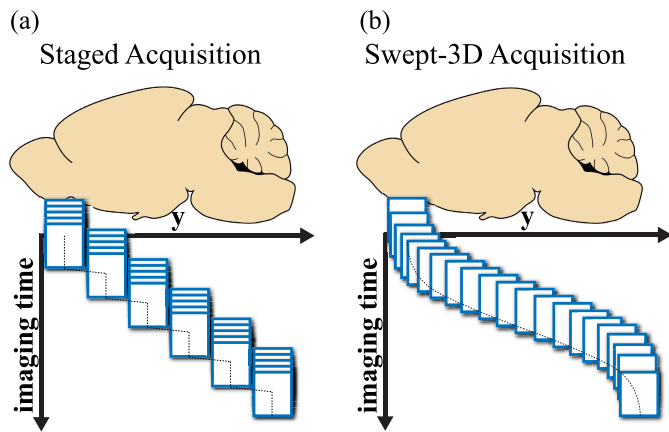 (a)
Staged Acquisition
y
imaging time
(b)
Swept-3D Acquisition
y
imaging time